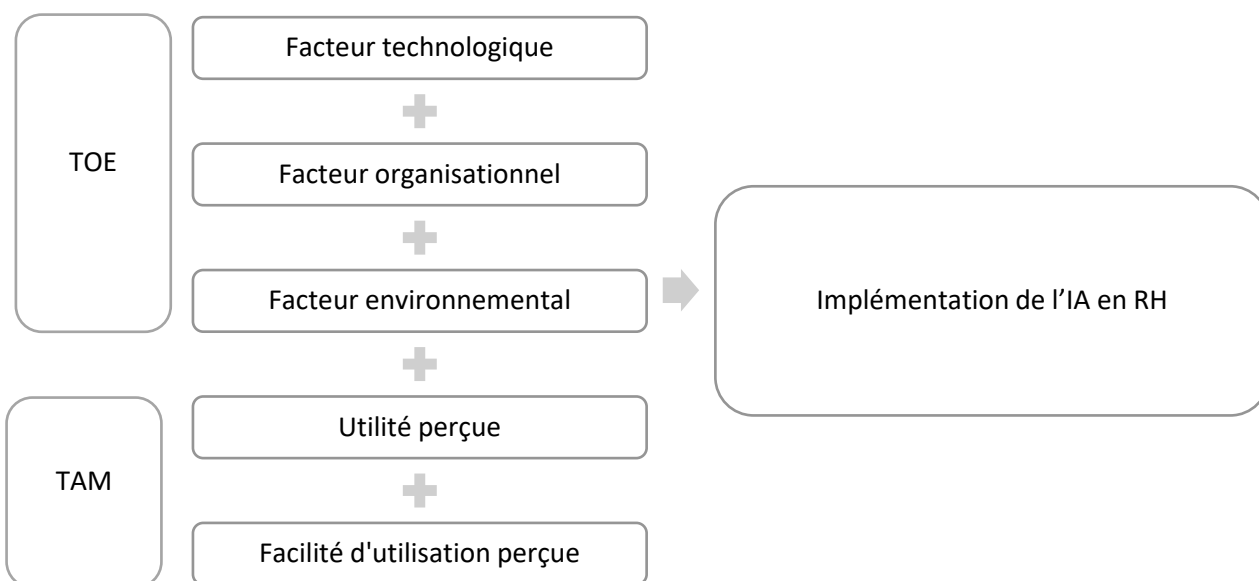 TOE
Facteur technologique
Facteur organisationnel
Facteur environnemental
Implémentation de l’IA en RH
TAM
Utilité perçue
Facilité d'utilisation perçue